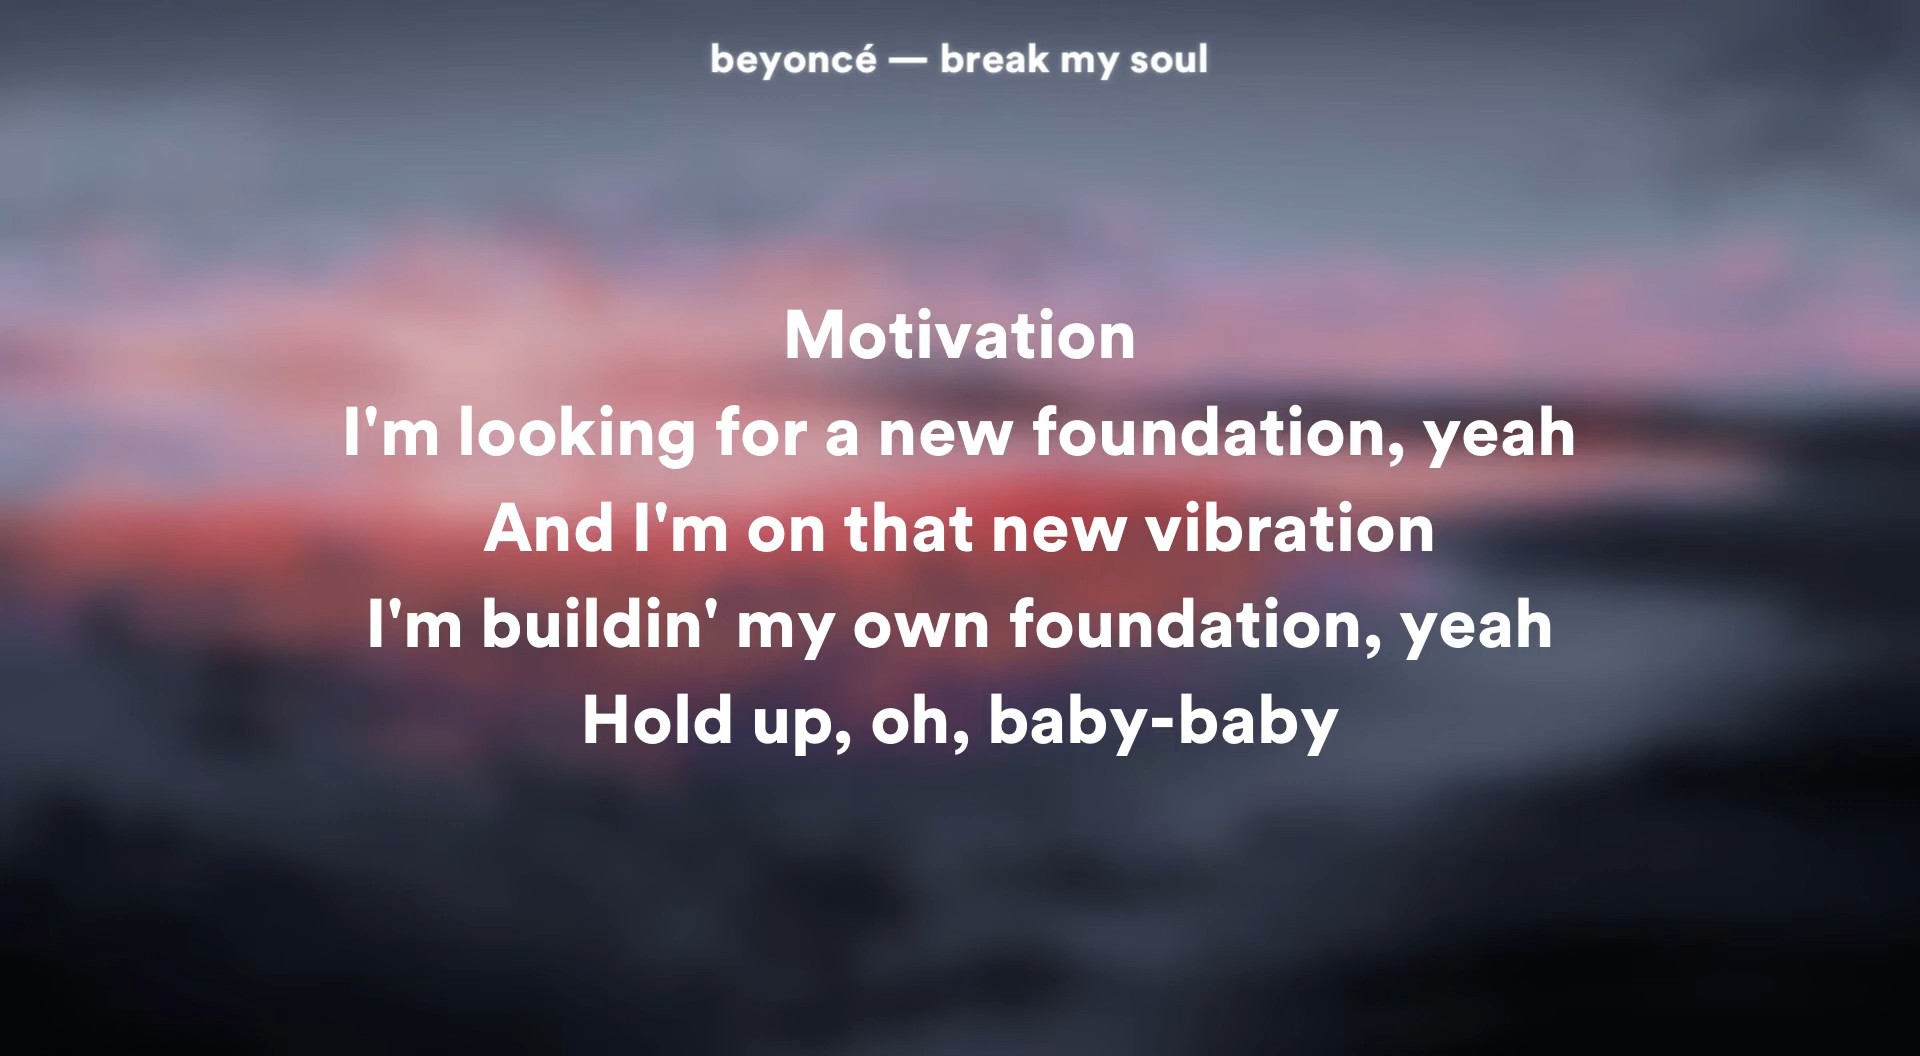 beyoncé — break my soul
Motivation
I'm looking for a new foundation, yeah
And I'm on that new vibration
I'm buildin' my own foundation, yeah
Hold up, oh, baby-baby